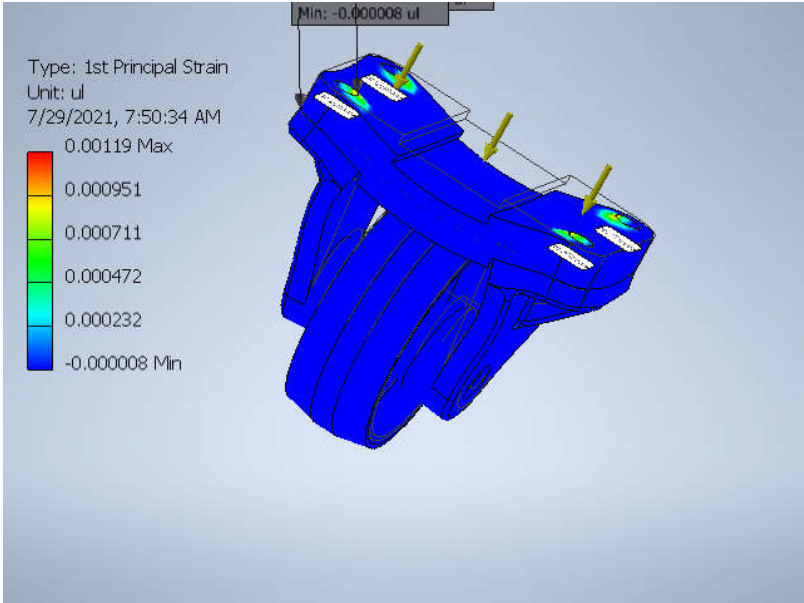 Min: -0.000008 ul
ul
Type: 1st Principal Strain
Unit: ul
7/29/2021, 7:50:34 AM
0.00119 Max
0.000951
0.000711
0.000472
0.000232
-0.000008 Min